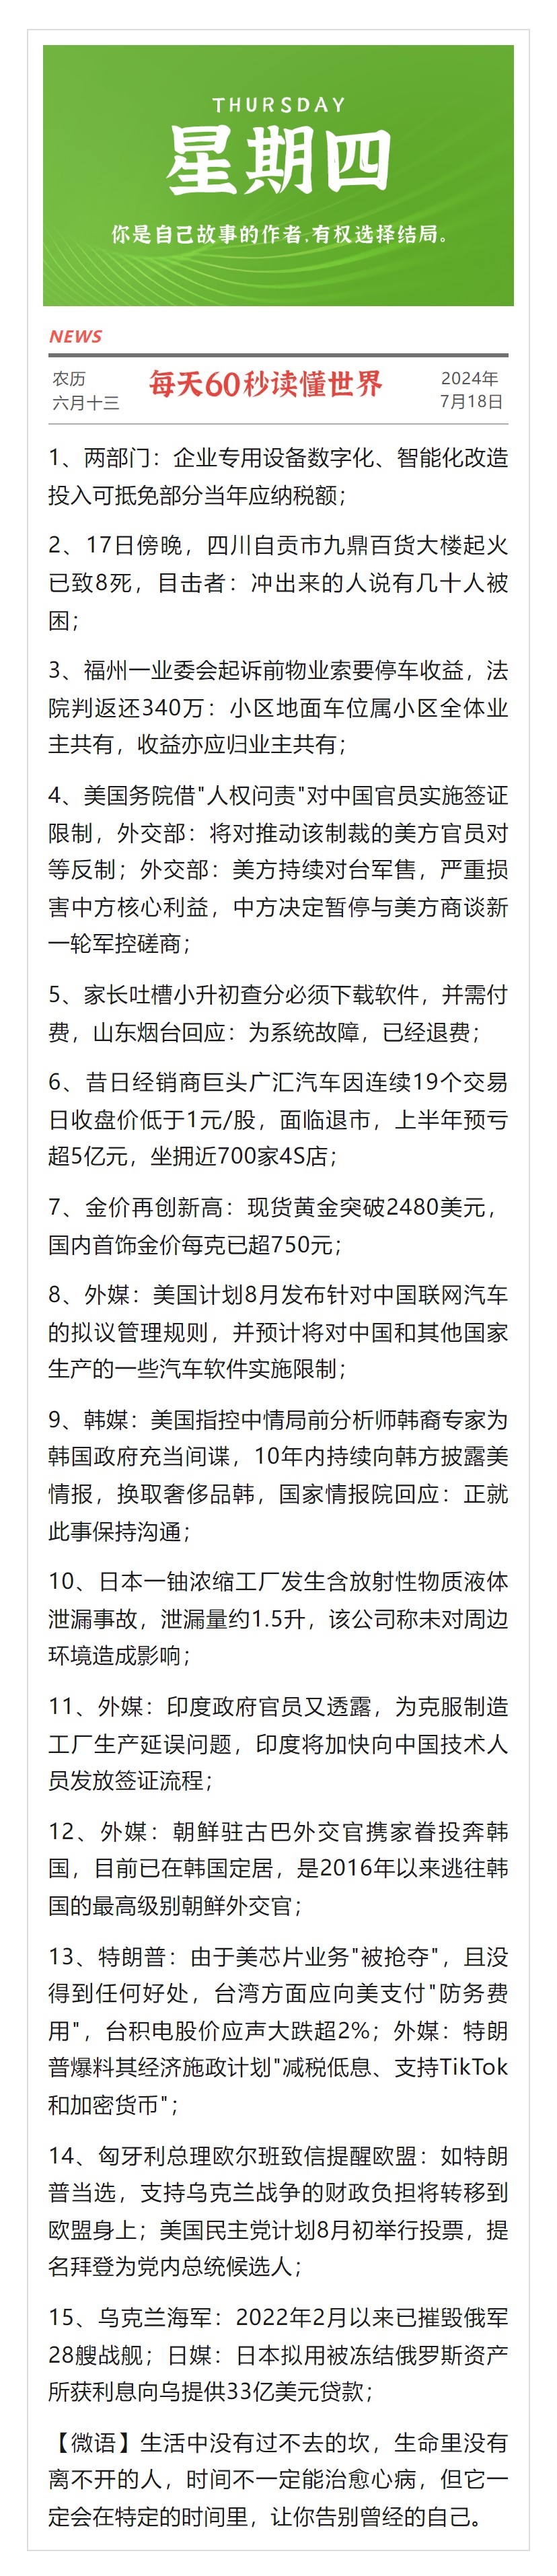 THURSDAY
星期四
你是自己故事的作者,有权选择结局。
NEWS
农历
六月十三
每天60秒读懂世界
2024年
7月18日
1、两部门：企业专用设备数字化、智能化改造
投入可抵免部分当年应纳税额；
2、17日傍晚，四川自贡市九鼎百货大楼起火
已致8死，目击者：冲出来的人说有几十人被
困；
3、福州一业委会起诉前物业索要停车收益，法
院判返还340万：小区地面车位属小区全体业
主共有，收益亦应归业主共有；
4、美国务院借"人权问责"对中国官员实施签证
限制，外交部：将对推动该制裁的美方官员对
等反制；外交部：美方持续对台军售，严重损
害中方核心利益，中方决定暂停与美方商谈新
一轮军控磋商；
5、家长吐槽小升初查分必须下载软件，并需付
费，山东烟台回应：为系统故障，已经退费；
6、昔日经销商巨头广汇汽车因连续19个交易
日收盘价低于1元/股，面临退市，上半年预亏
超5亿元，坐拥近700家4S店；
7、金价再创新高：现货黄金突破2480美元，
国内首饰金价每克已超750元；
8、外媒：美国计划8月发布针对中国联网汽车
的拟议管理规则，并预计将对中国和其他国家
生产的一些汽车软件实施限制；
9、韩媒：美国指控中情局前分析师韩裔专家为
韩国政府充当间谍，10年内持续向韩方披露美
情报，换取奢侈品韩，国家情报院回应：正就
此事保持沟通；
10、日本一铀浓缩工厂发生含放射性物质液体
泄漏事故，泄漏量约1.5升，该公司称未对周边
环境造成影响；
11、外媒：印度政府官员又透露，为克服制造
工厂生产延误问题，印度将加快向中国技术人
员发放签证流程；
12、外媒：朝鲜驻古巴外交官携家眷投奔韩
国，目前已在韩国定居，是2016年以来逃往韩
国的最高级别朝鲜外交官；
13、特朗普：由于美芯片业务"被抢夺"，且没
得到任何好处，台湾方面应向美支付"防务费
用"，台积电股价应声大跌超2%；外媒：特朗
普爆料其经济施政计划"减税低息、支持TikTok
和加密货币"；
14、匈牙利总理欧尔班致信提醒欧盟：如特朗
普当选，支持乌克兰战争的财政负担将转移到
欧盟身上；美国民主党计划8月初举行投票，提
名拜登为党内总统候选人；
15、乌克兰海军：2022年2月以来已摧毁俄军
28艘战舰；日媒：日本拟用被冻结俄罗斯资产
所获利息向乌提供33亿美元贷款；
【微语】生活中没有过不去的坎，生命里没有
离不开的人，时间不一定能治愈心病，但它一
定会在特定的时间里，让你告别曾经的自己。